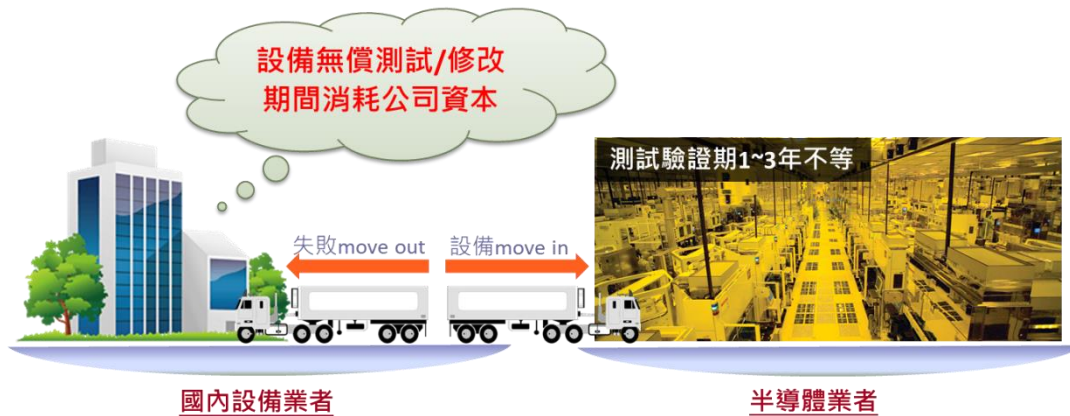 設備無償測試/修改
期間消耗公司資本
測試驗證期1~3年不等
失敗move out
設備move in
國內設備業者
半導體業者